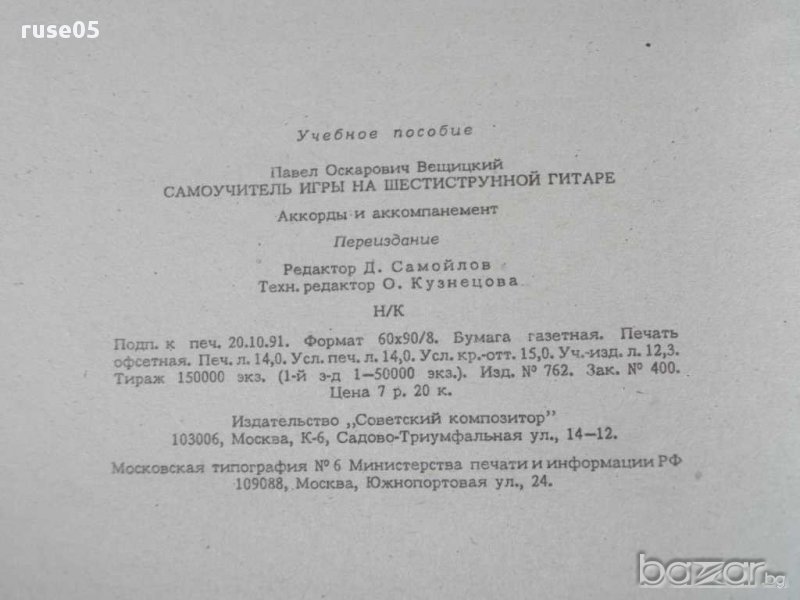 ruse05
Учебное пособие
Павел Оскарович Вещицкий
САМОУЧИТЕЛЬ ИГРЫ НА ШЕСТИСТРУННОЙ ГИТАРЕ
Аккорды и аккомпанемент
Переиздание
Редактор Д. Самойлов
Техн. редактор О. Кузнецова
Н/К
Подп. к печ. 20.10.91. Формат 60х90/8. Бумага газетная. Печать
офсетная. Печ. л. 14,0. Усл. печ. л. 14,0. Усл. кр.-отт. 15,0. Уч.-изд. л. 12,3.
Тираж 150000 экз. (1-й з-д 1—50000 экз.). Изд. № 762. Зак. № 400.
Цена 7 р. 20 к.
Издательство „Советский композитор"
103006, Москва, К-6, Садово-Триумфальная ул., 14—12.
Московская типография № 6 Министерства печати и информации РФ
109088, Москва, Южнопортовая ул., 24.
bazar.bg